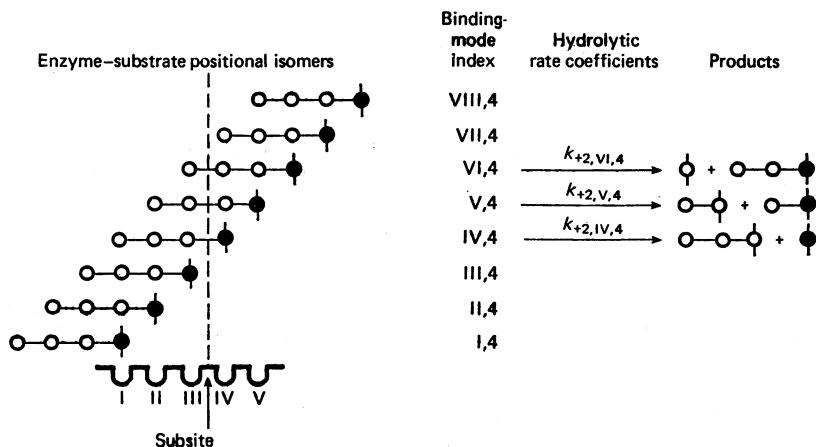 Binding-
mode
index
Hydrolytic
rate coefficients
Products
Enzyme–substrate positional isomers
VIII,4
VII,4
VI,4
k+2,VI,4
+
V,4
k+2,V,4
+
IV,4
k+2,IV,4
+
III,4
II,4
I,4
I II III IV V
Subsite